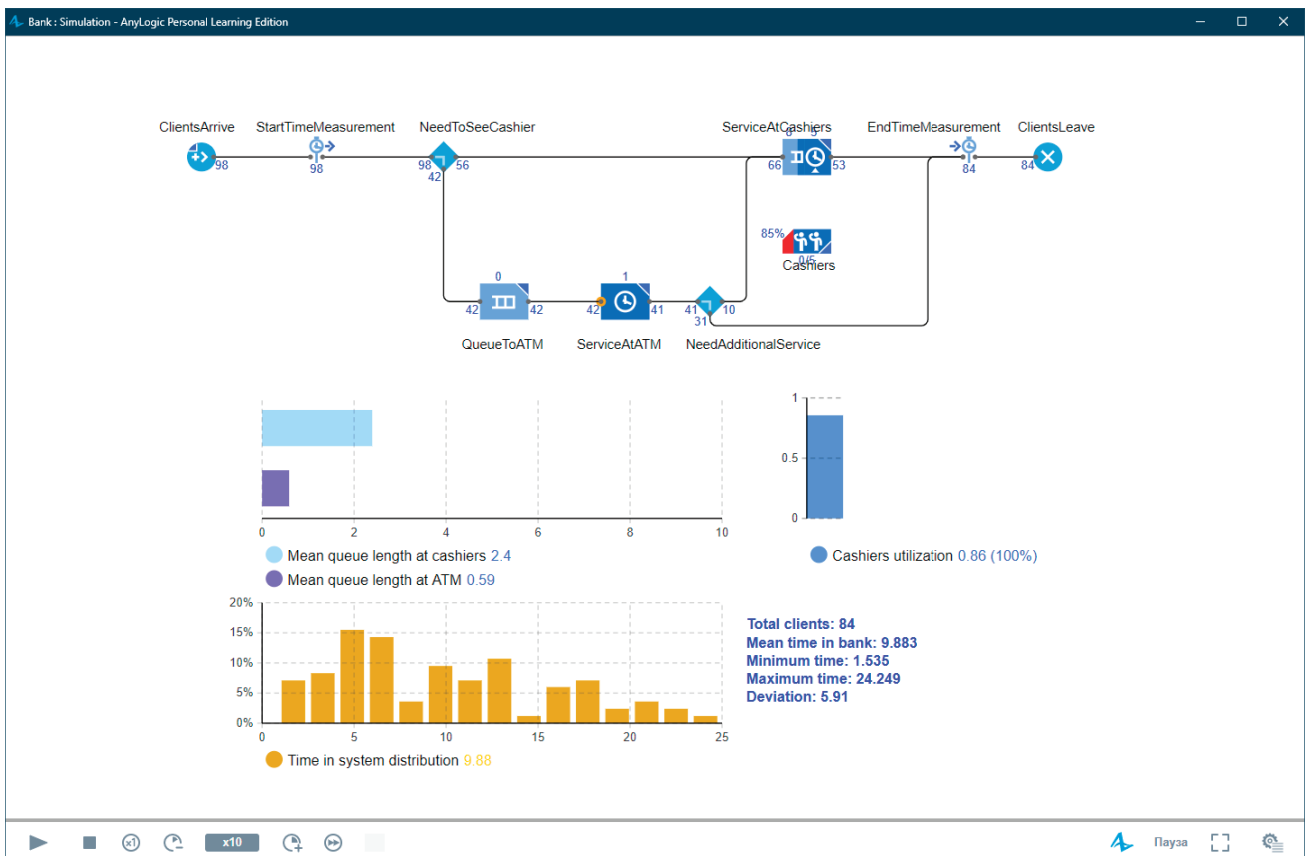 Bank : Simulation - AnyLogic Personal Learning Edition
ClientsArrive StartTimeMeasurement NeedToSeeCashier ServiceAtCashiers EndTimeMeasurement ClientsLeave
5
98 98 98 56 66 53 84 84
42
85%
0/5
Cashiers
0 1
42 42 42 41 41 10
31
QueueToATM ServiceAtATM NeedAdditionalService
0 2 4 6 8 10
Mean queue length at cashiers 2.4
Mean queue length at ATM 0.59
1
0.5
0
Cashiers utilization 0.86 (100%)
20%
15%
10%
5%
0%
0 5 10 15 20 25
Time in system distribution 9.88
Total clients: 84
Mean time in bank: 9.883
Minimum time: 1.535
Maximum time: 24.249
Deviation: 5.91
x1 x10 Пауза